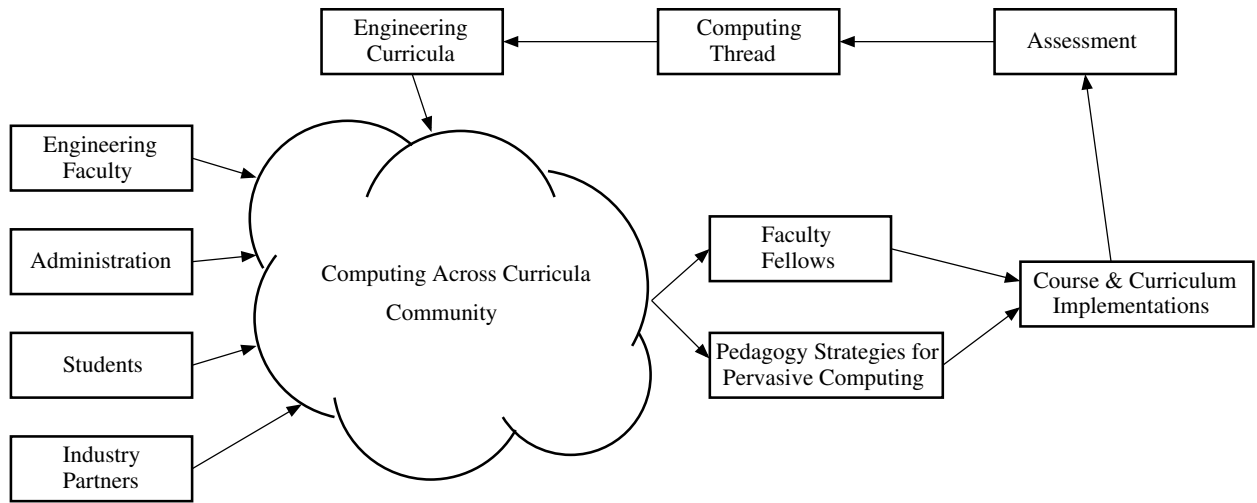 Engineering
Curricula
Computing
Thread
Assessment
Engineering
Faculty
Administration
Students
Industry
Partners
Computing Across Curricula
Community
Faculty
Fellows
Pedagogy Strategies for
Pervasive Computing
Course & Curriculum
Implementations